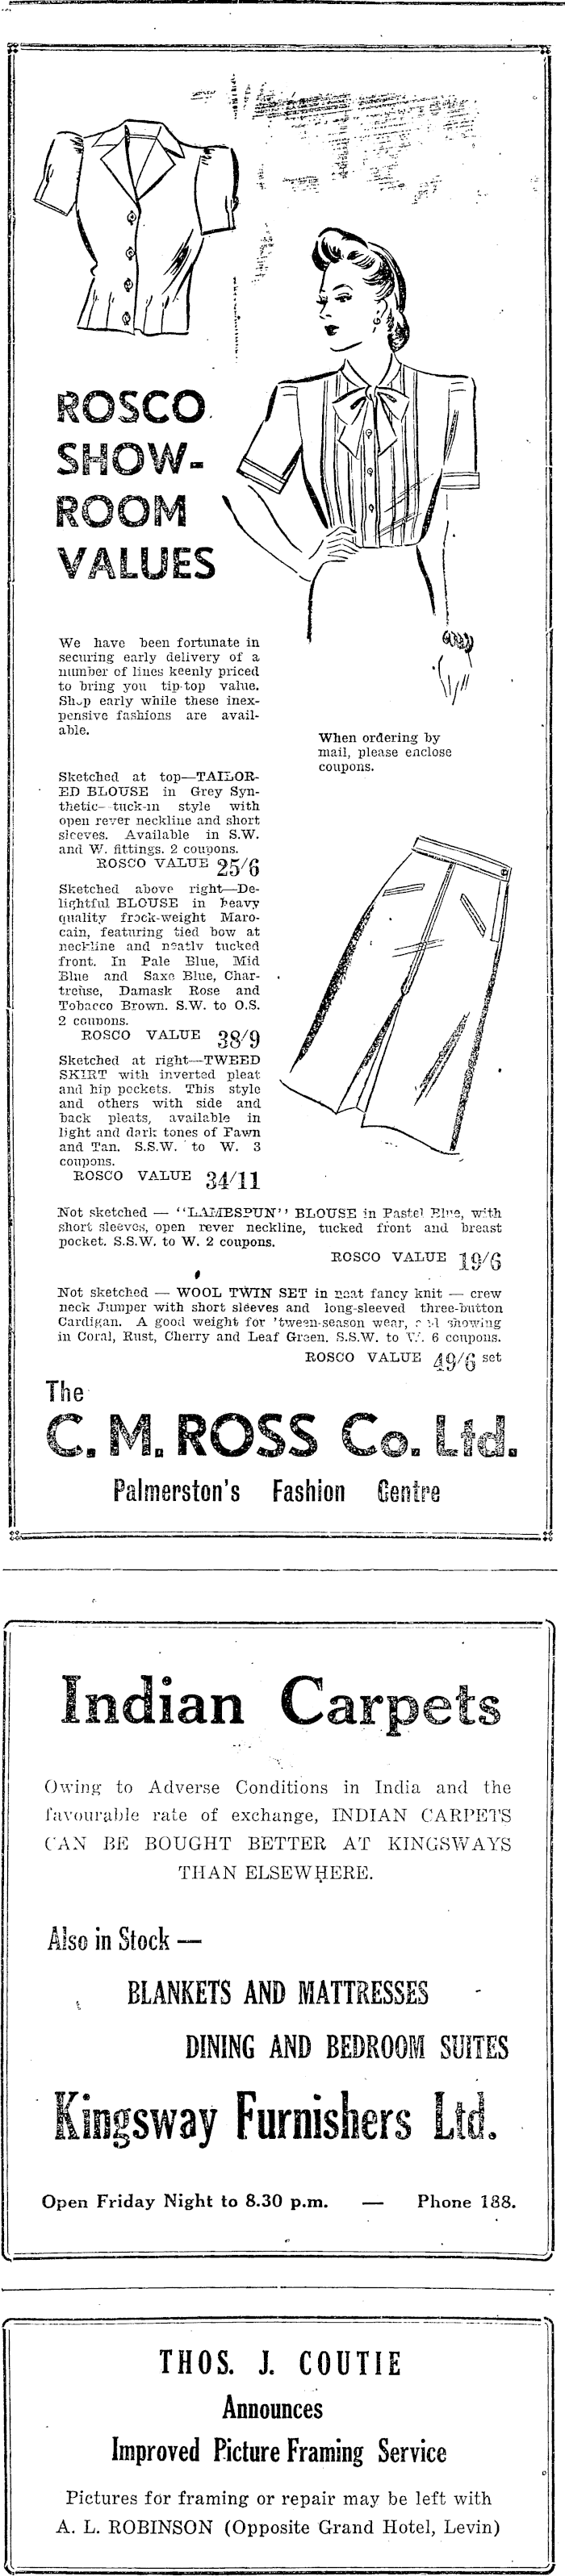 ROSCO
SHOW-
ROOM
VALUES
We have been fortunate in
securing early delivery of a
number of lines keenly priced
to bring you tip-top value.
Shop early while these inex-
pensive fashions are avail-
able.
When ordering by
mail, please enclose
coupons.
Sketched at top—TAILOR-
ED BLOUSE in Grey Syn-
thetic—tuck-in style with
open rever neckline and short
sleeves. Available in S.W.
and W. fittings. 2 coupons.
ROSCO VALUE 25/6
Sketched above right—De-
lightful BLOUSE in heavy
quality frock-weight Maro-
cain, featuring tied bow at
neckline and neatly tucked
front. In Pale Blue, Mid
Blue and Saxe Blue, Char-
treuse, Damask Rose and
Tobacco Brown. S.W. to O.S.
2 coupons.
ROSCO VALUE 38/9
Sketched at right—TWEED
SKIRT with inverted pleat
and hip pockets. This style
and others with side and
back pleats, available in
light and dark tones of Fawn
and Tan. S.S.W. to W. 3
coupons.
ROSCO VALUE 34/11
Not sketched — "LAMESPUN" BLOUSE in Pastel Blue, with
short sleeves, open rever neckline, tucked front and breast
pocket. S.S.W. to W. 2 coupons.
ROSCO VALUE 19/6
Not sketched — WOOL TWIN SET in neat fancy knit — crew
neck Jumper with short sleeves and long-sleeved three-button
Cardigan. A good weight for 'tween-season wear, showing
in Coral, Rust, Cherry and Leaf Green. S.S.W. to W. 6 coupons.
ROSCO VALUE 49/6 set
The
C. M. ROSS Co. Ltd.
Palmerston's Fashion Centre
Indian Carpets
Owing to Adverse Conditions in India and the
favourable rate of exchange, INDIAN CARPETS
CAN BE BOUGHT BETTER AT KINGSWAYS
THAN ELSEWHERE.
Also in Stock —
BLANKETS AND MATTRESSES
DINING AND BEDROOM SUITES
Kingsway Furnishers Ltd.
Open Friday Night to 8.30 p.m. — Phone 188.
THOS. J. COUTIE
Announces
Improved Picture Framing Service
Pictures for framing or repair may be left with
A. L. ROBINSON (Opposite Grand Hotel, Levin)